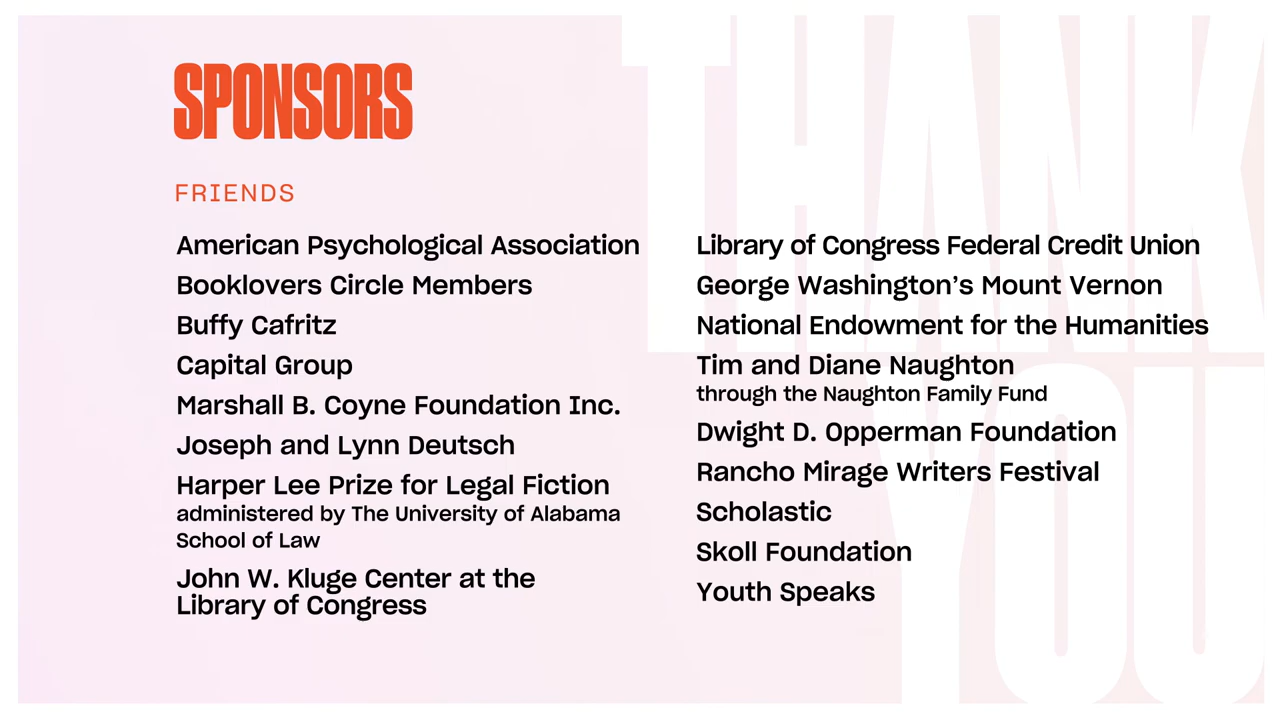 THANK
YOU
SPONSORS
FRIENDS
American Psychological Association
Booklovers Circle Members
Buffy Cafritz
Capital Group
Marshall B. Coyne Foundation Inc.
Joseph and Lynn Deutsch
Harper Lee Prize for Legal Fiction
administered by The University of Alabama
School of Law
John W. Kluge Center at the
Library of Congress
Library of Congress Federal Credit Union
George Washington’s Mount Vernon
National Endowment for the Humanities
Tim and Diane Naughton
through the Naughton Family Fund
Dwight D. Opperman Foundation
Rancho Mirage Writers Festival
Scholastic
Skoll Foundation
Youth Speaks